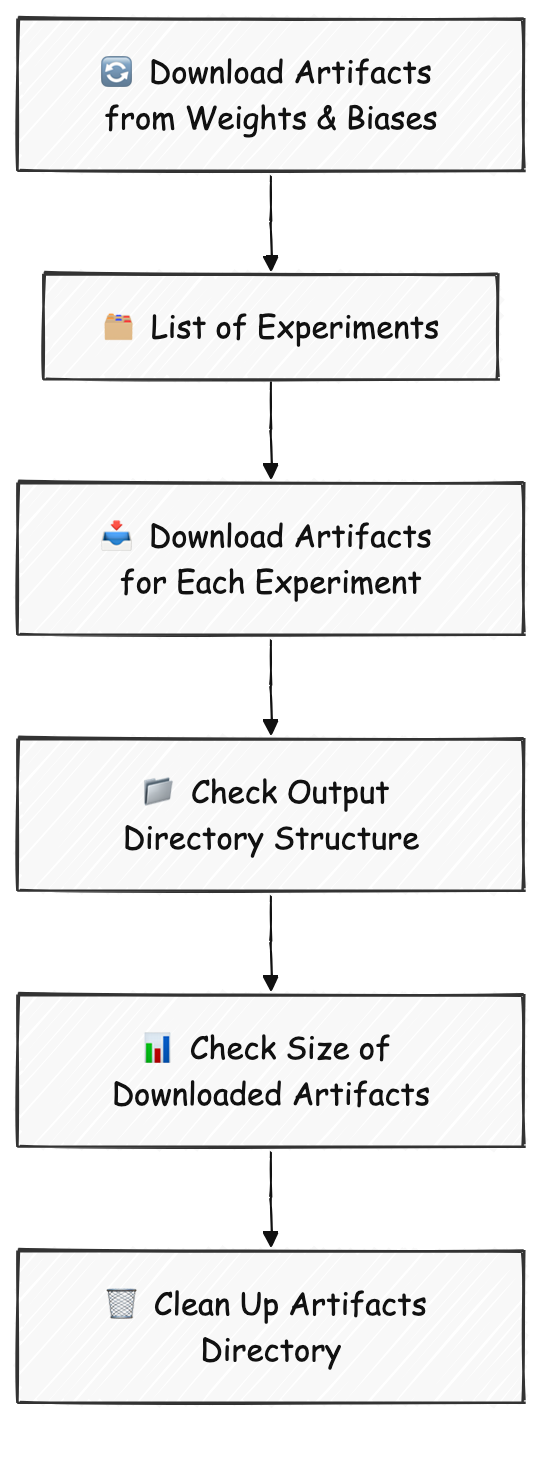 Download Artifacts
from Weights & Biases
List of Experiments
Download Artifacts
for Each Experiment
Check Output
Directory Structure
Check Size of
Downloaded Artifacts
Clean Up Artifacts
Directory